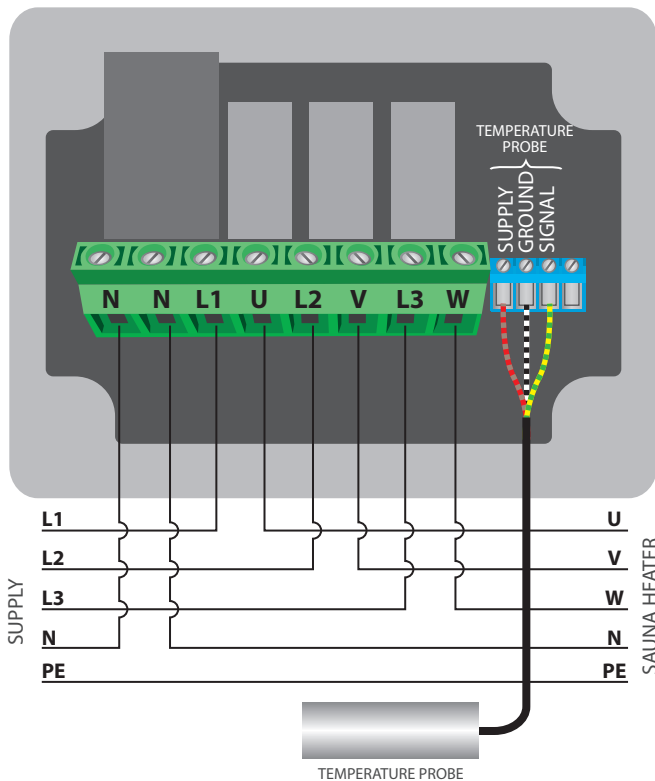 TEMPERATURE
PROBE
SUPPLY
GROUND
SIGNAL
N N L1 U L2 V L3 W
L1 U
L2 V
L3 W
N N
PE PE
SUPPLY
SAUNA HEATER
TEMPERATURE PROBE